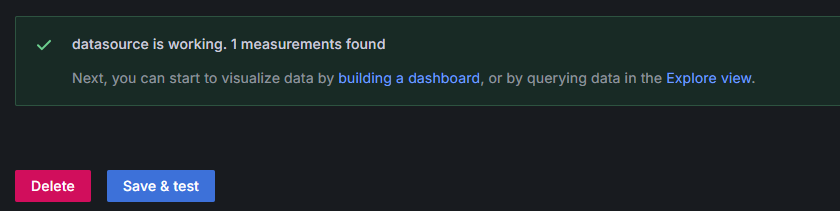 datasource is working. 1 measurements found
Next, you can start to visualize data by building a dashboard, or by querying data in the Explore view.
Delete
Save & test